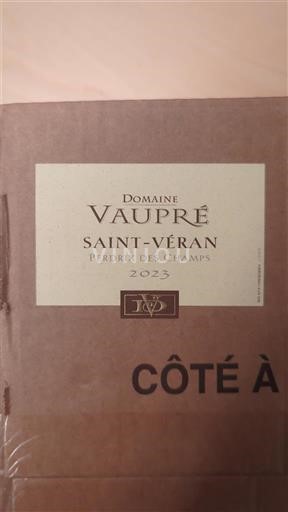 DOMAINE
VAUPRÉ
SAINT-VÉRAN
PERDRIX DES CHAMPS
2023
CÔTÉ À